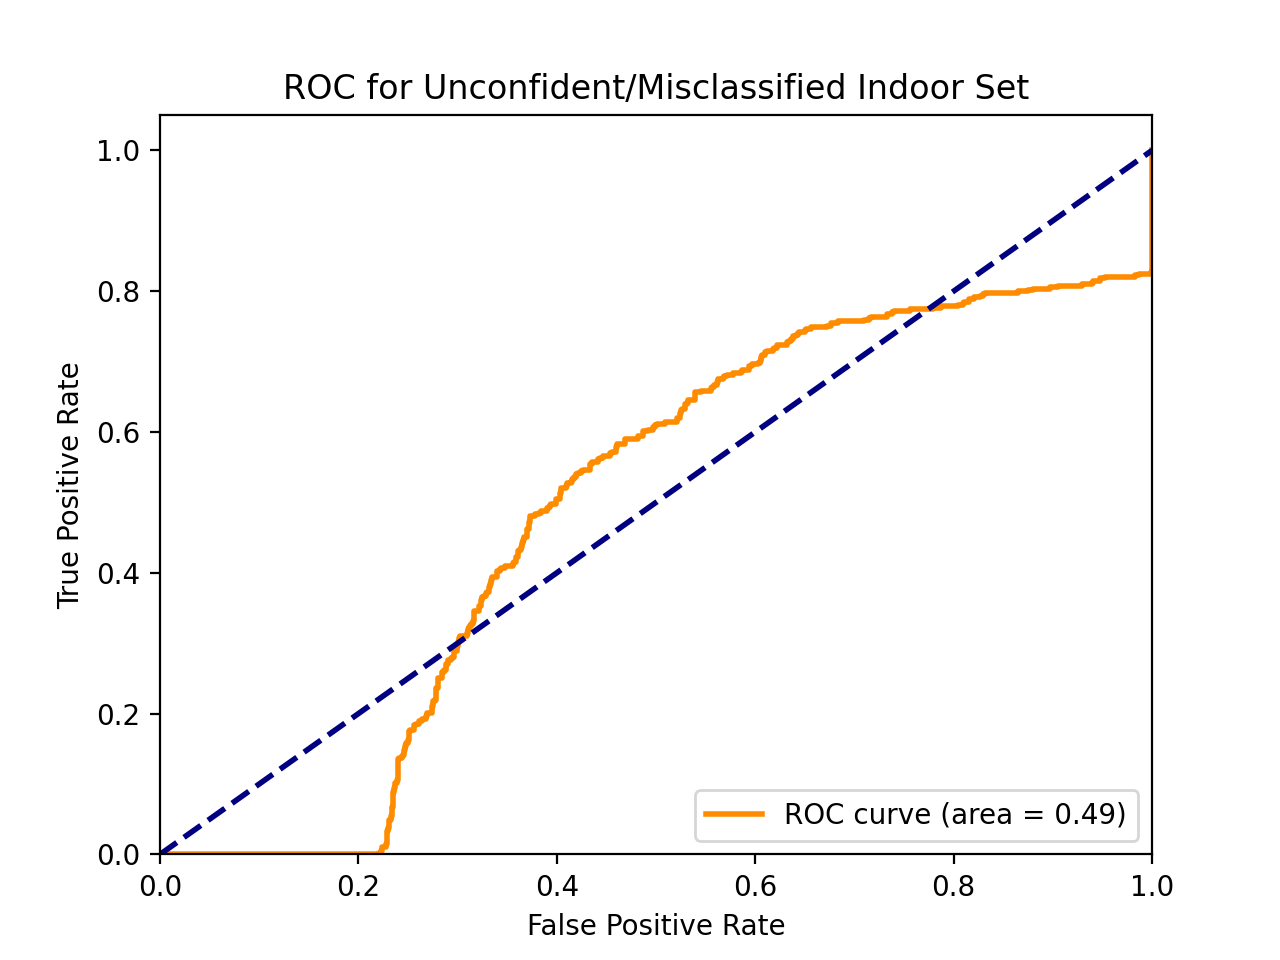 ROC for Unconfident/Misclassified Indoor Set
True Positive Rate
1.0
0.8
0.6
0.4
0.2
0.0
ROC curve (area = 0.49)
0.0 0.2 0.4 0.6 0.8 1.0
False Positive Rate